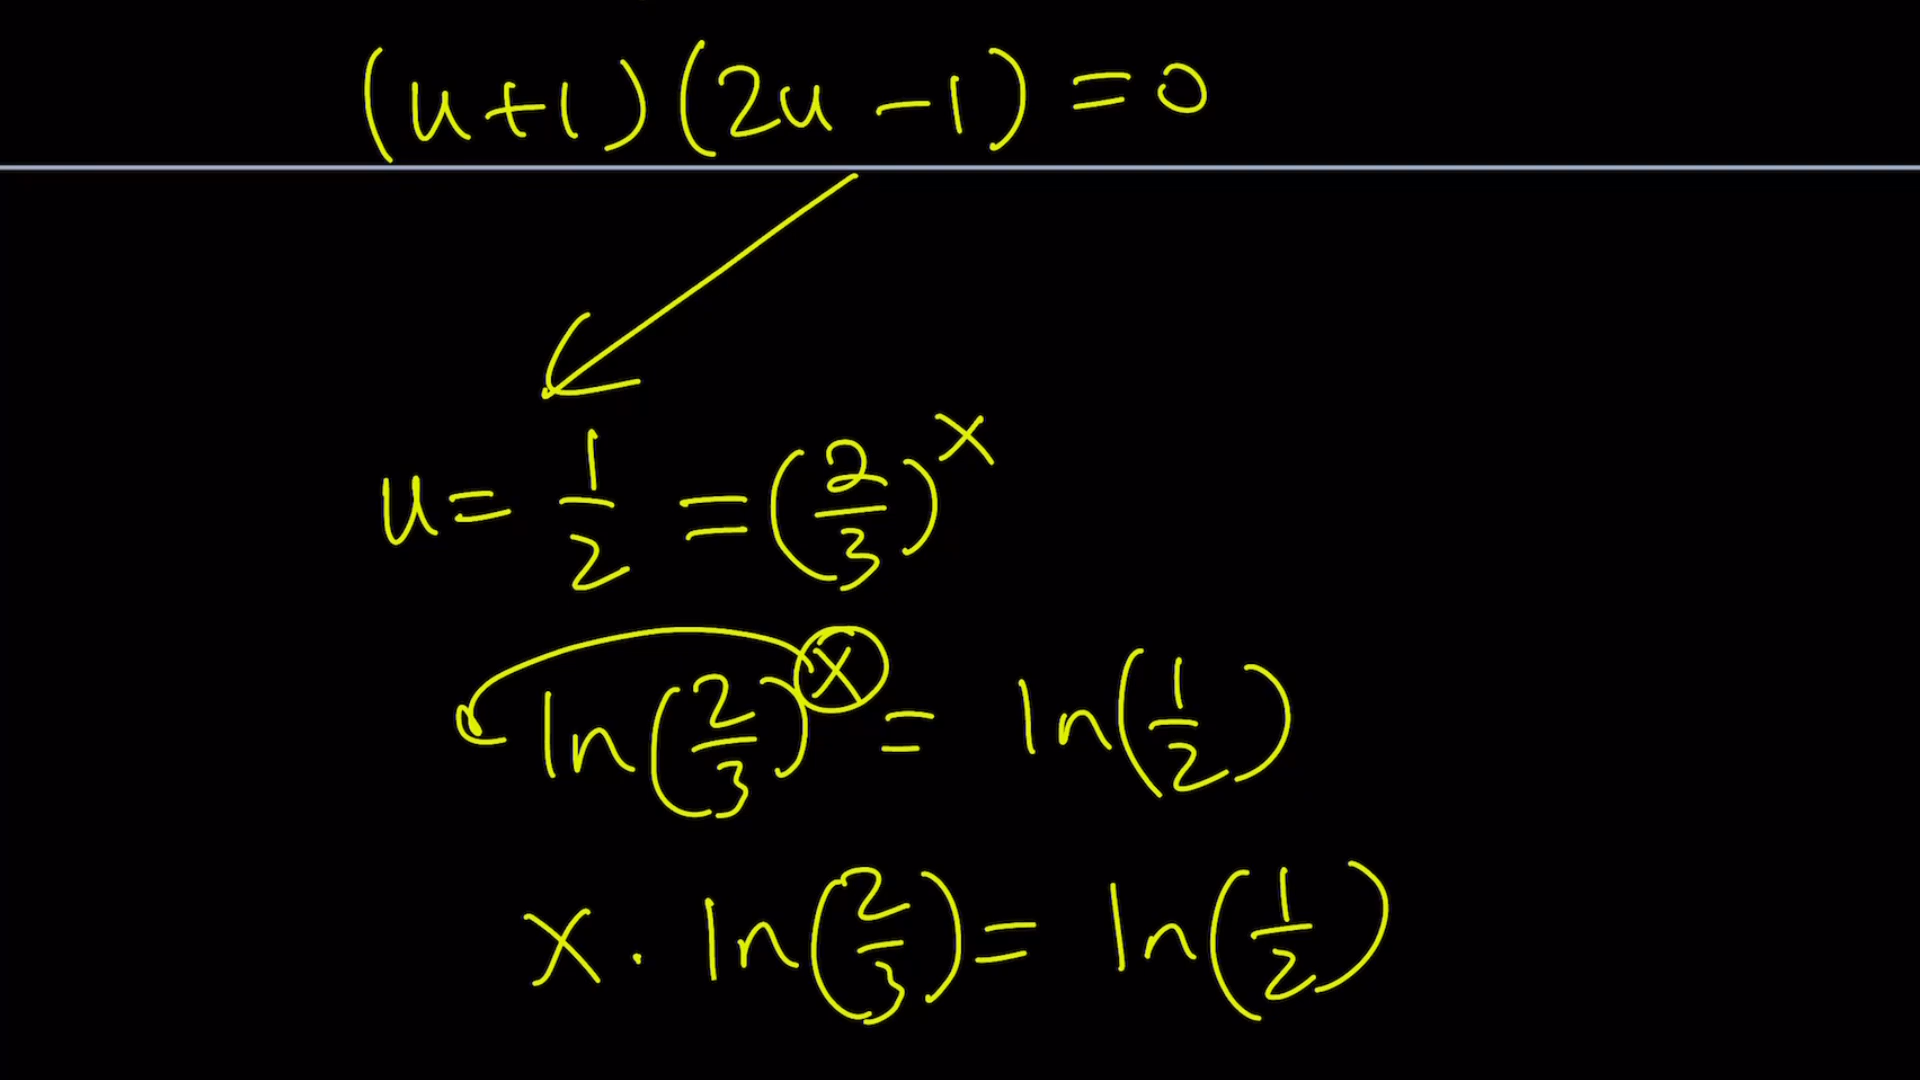 (u+1)(2u-1)=0
u=1/2=(2/3)^x
ln(2/3)^x=ln(1/2)
x·ln(2/3)=ln(1/2)